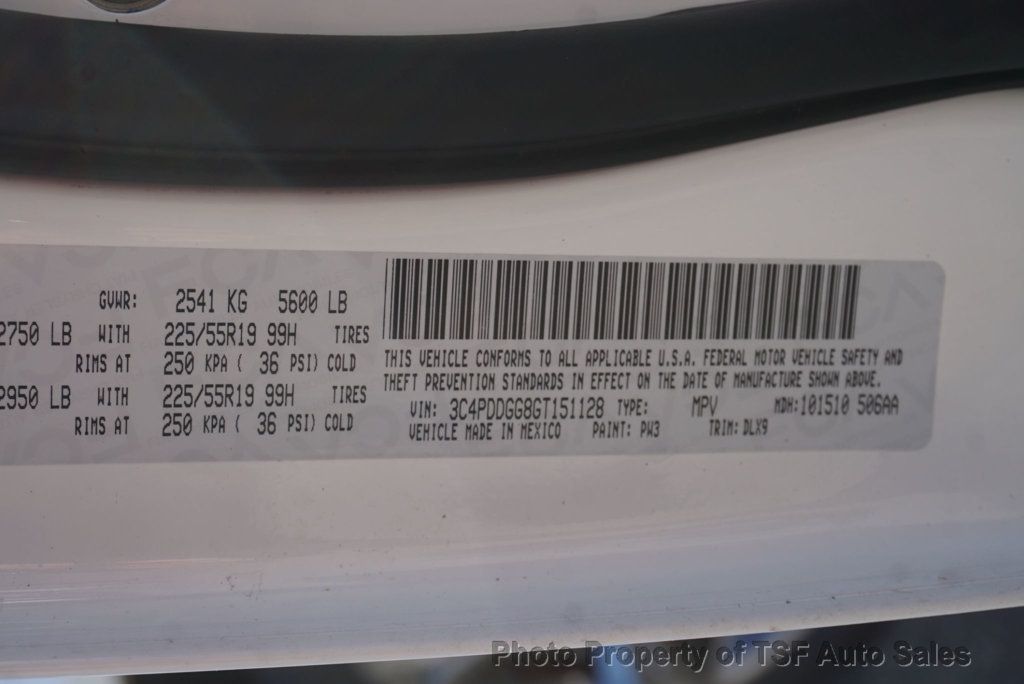 GVWR: 2541 KG 5600 LB
2750 LB WITH 225/55R19 99H TIRES
RIMS AT 250 KPA ( 36 PSI) COLD
2950 LB WITH 225/55R19 99H TIRES
RIMS AT 250 KPA ( 36 PSI) COLD
THIS VEHICLE CONFORMS TO ALL APPLICABLE U.S.A. FEDERAL MOTOR VEHICLE SAFETY AND
THEFT PREVENTION STANDARDS IN EFFECT ON THE DATE OF MANUFACTURE SHOWN ABOVE.
VIN: 3C4PDDGG8GT151128 TYPE: MPV MDH:101510 506AA
VEHICLE MADE IN MEXICO PAINT: PW3 TRIM: DLX9
Photo Property of TSF Auto Sales